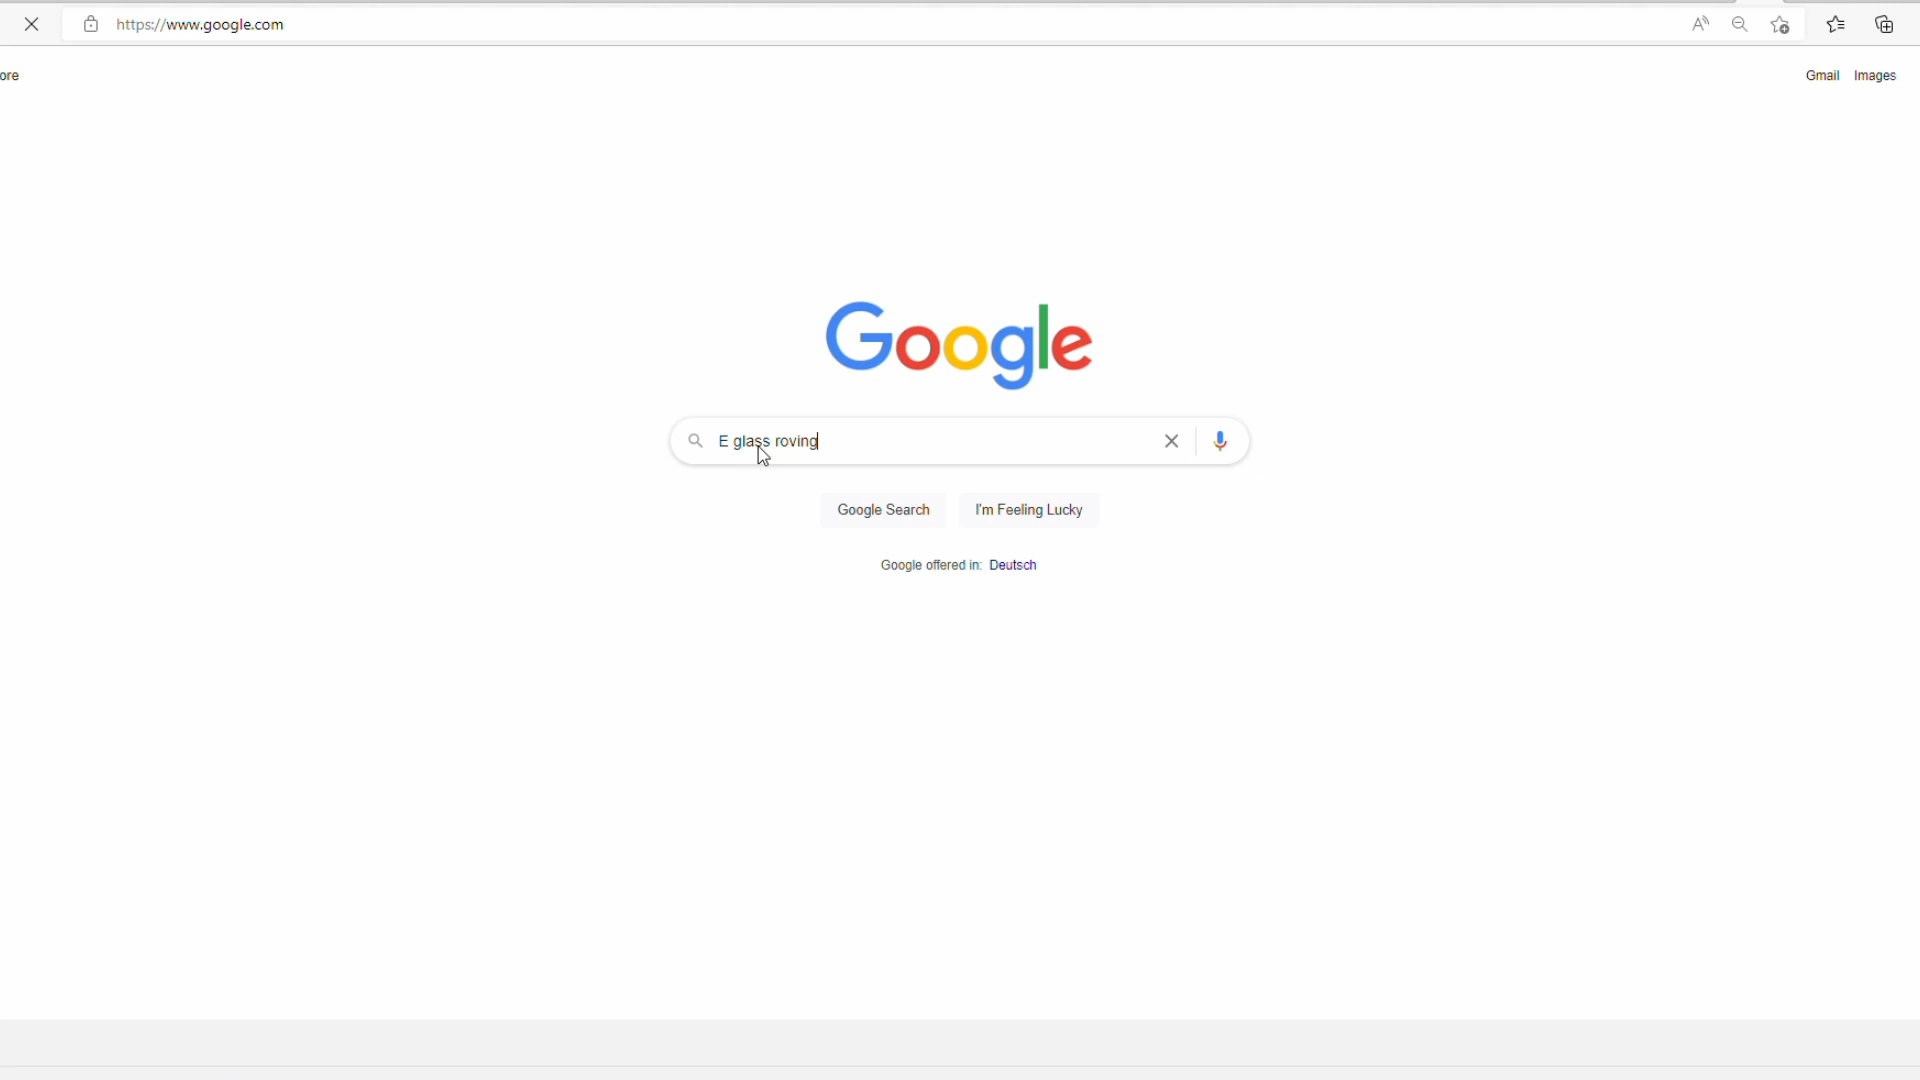 https://www.google.com
ore
Gmail Images
Google
E glass roving
Google Search I'm Feeling Lucky
Google offered in: Deutsch